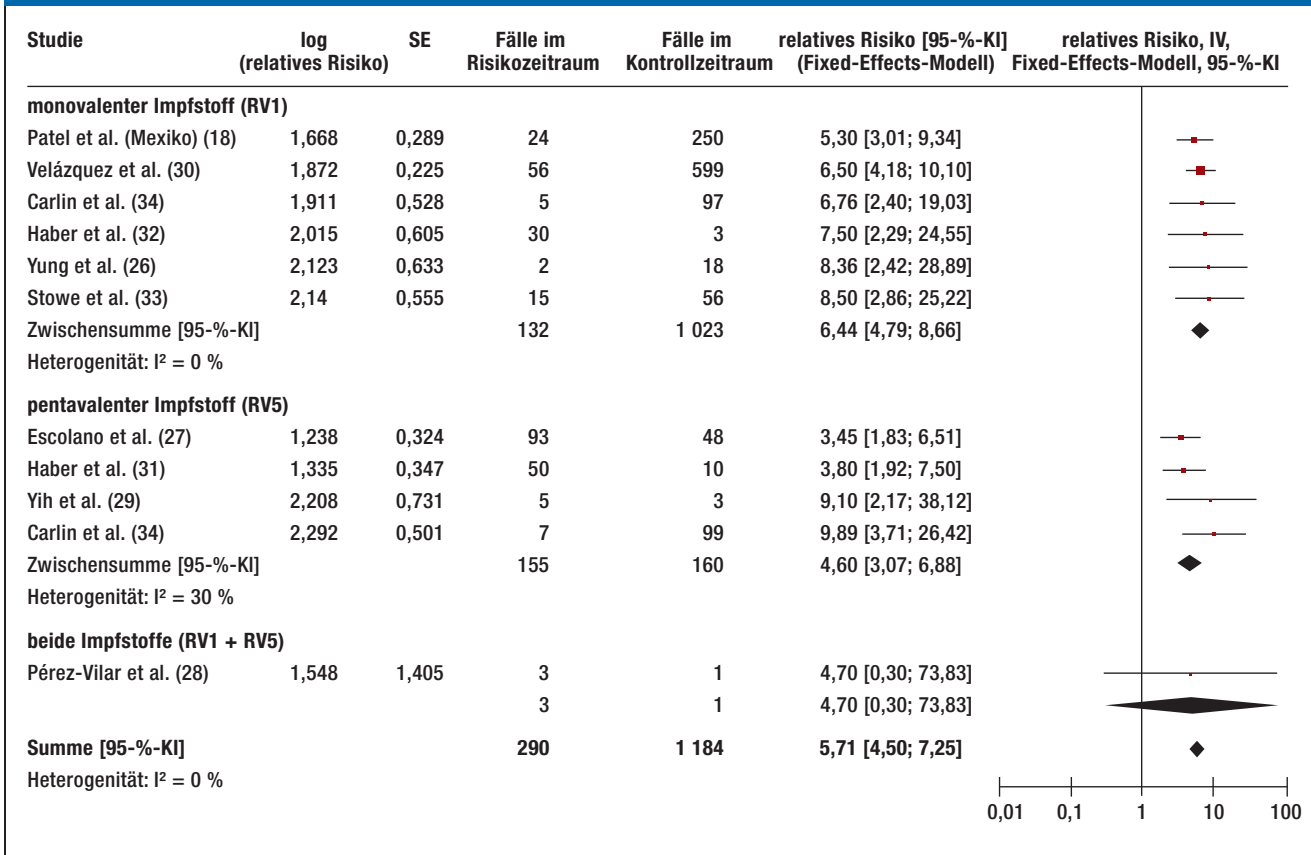 Studie log (relatives Risiko) SE Fälle im Risikozeitraum Fälle im Kontrollzeitraum relatives Risiko [95-%-KI] (Fixed-Effects-Modell) relatives Risiko, IV, Fixed-Effects-Modell, 95-%-KI
monovalenter Impfstoff (RV1)
Patel et al. (Mexiko) (18) 1,668 0,289 24 250 5,30 [3,01; 9,34]
Velázquez et al. (30) 1,872 0,225 56 599 6,50 [4,18; 10,10]
Carlin et al. (34) 1,911 0,528 5 97 6,76 [2,40; 19,03]
Haber et al. (32) 2,015 0,605 30 3 7,50 [2,29; 24,55]
Yung et al. (26) 2,123 0,633 2 18 8,36 [2,42; 28,89]
Stowe et al. (33) 2,14 0,555 15 56 8,50 [2,86; 25,22]
Zwischensumme [95-%-KI] 132 1 023 6,44 [4,79; 8,66]
Heterogenität: I² = 0 %
pentavalenter Impfstoff (RV5)
Escolano et al. (27) 1,238 0,324 93 48 3,45 [1,83; 6,51]
Haber et al. (31) 1,335 0,347 50 10 3,80 [1,92; 7,50]
Yih et al. (29) 2,208 0,731 5 3 9,10 [2,17; 38,12]
Carlin et al. (34) 2,292 0,501 7 99 9,89 [3,71; 26,42]
Zwischensumme [95-%-KI] 155 160 4,60 [3,07; 6,88]
Heterogenität: I² = 30 %
beide Impfstoffe (RV1 + RV5)
Pérez-Vilar et al. (28) 1,548 1,405 3 1 4,70 [0,30; 73,83]
3 1 4,70 [0,30; 73,83]
Summe [95-%-KI] 290 1 184 5,71 [4,50; 7,25]
Heterogenität: I² = 0 %
0,01 0,1 1 10 100